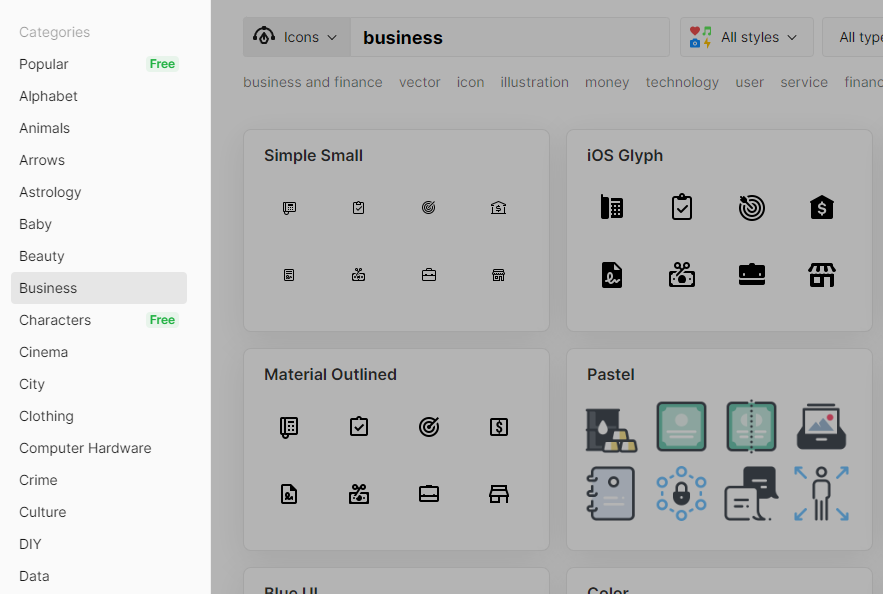 Categories
Popular Free
Alphabet
Animals
Arrows
Astrology
Baby
Beauty
Business
Characters Free
Cinema
City
Clothing
Computer Hardware
Crime
Culture
DIY
Data
Icons business All styles All type
business and finance vector icon illustration money technology user service financ
Simple Small
iOS Glyph
Material Outlined
Pastel
Blue UI
Color